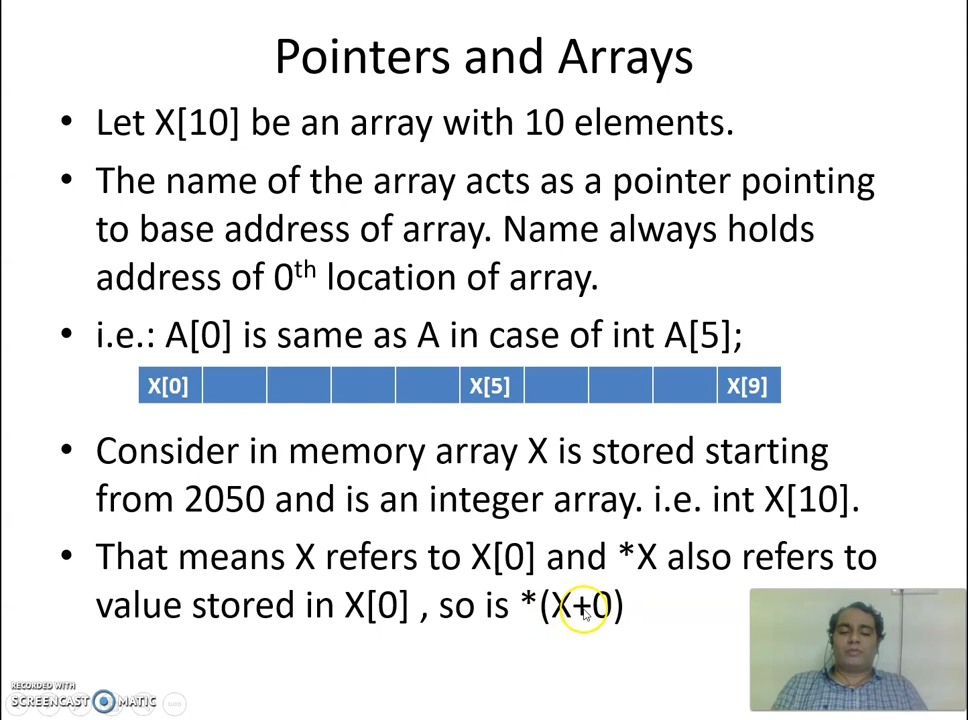 Pointers and Arrays
• Let X[10] be an array with 10 elements.
• The name of the array acts as a pointer pointing
to base address of array. Name always holds
address of 0th location of array.
• i.e.: A[0] is same as A in case of int A[5];
X[0] X[5] X[9]
• Consider in memory array X is stored starting
from 2050 and is an integer array. i.e. int X[10].
• That means X refers to X[0] and *X also refers to
value stored in X[0] , so is *(X+0)
RECORDED WITH
SCREENCAST MATIC